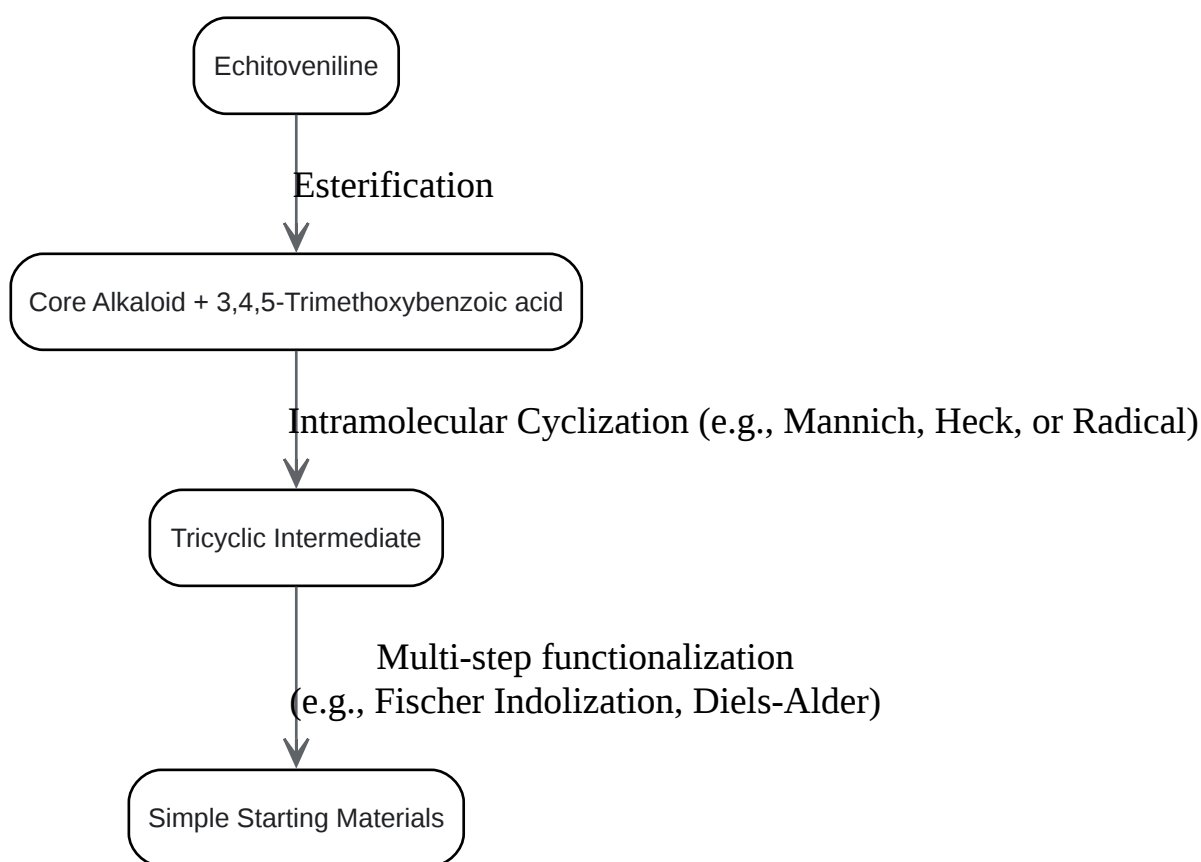 Echitoveniline
Esterification
Core Alkaloid + 3,4,5-Trimethoxybenzoic acid
Intramolecular Cyclization (e.g., Mannich, Heck, or Radical)
Tricyclic Intermediate
Multi-step functionalization
(e.g., Fischer Indolization, Diels-Alder)
Simple Starting Materials